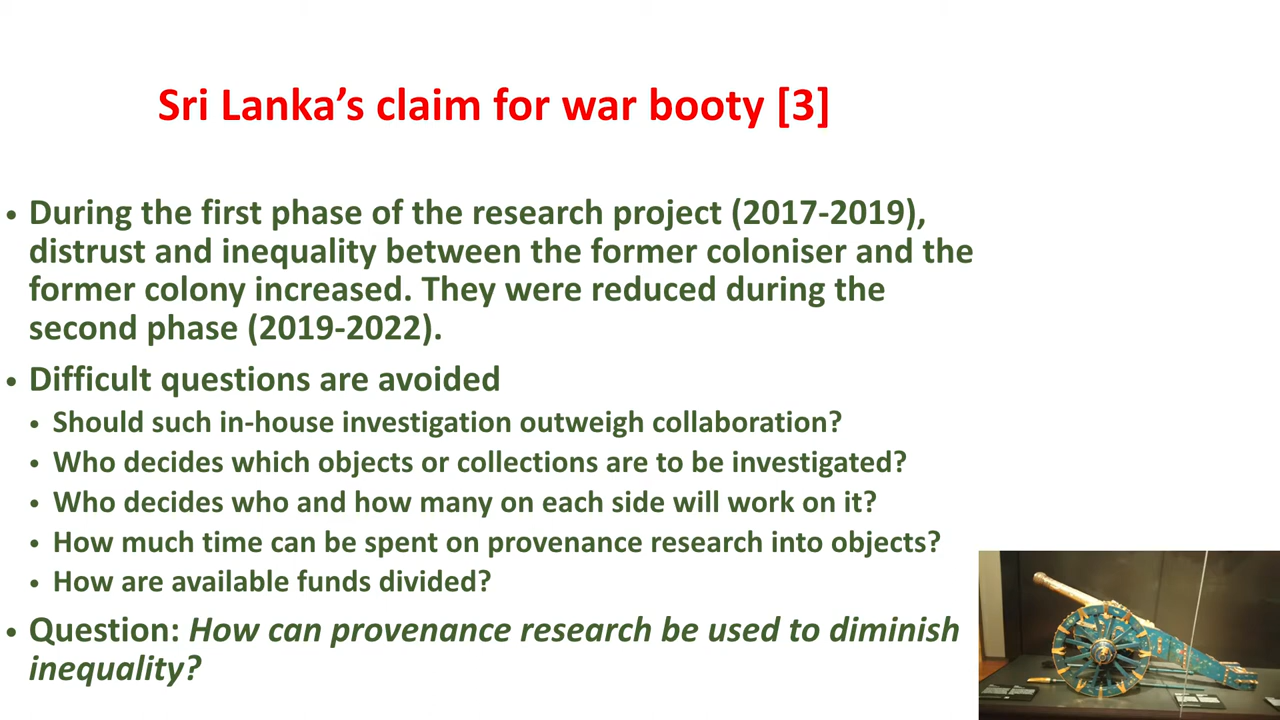 Sri Lanka’s claim for war booty [3]
• During the first phase of the research project (2017-2019),
distrust and inequality between the former coloniser and the
former colony increased. They were reduced during the
second phase (2019-2022).
• Difficult questions are avoided
• Should such in-house investigation outweigh collaboration?
• Who decides which objects or collections are to be investigated?
• Who decides who and how many on each side will work on it?
• How much time can be spent on provenance research into objects?
• How are available funds divided?
• Question: How can provenance research be used to diminish
inequality?